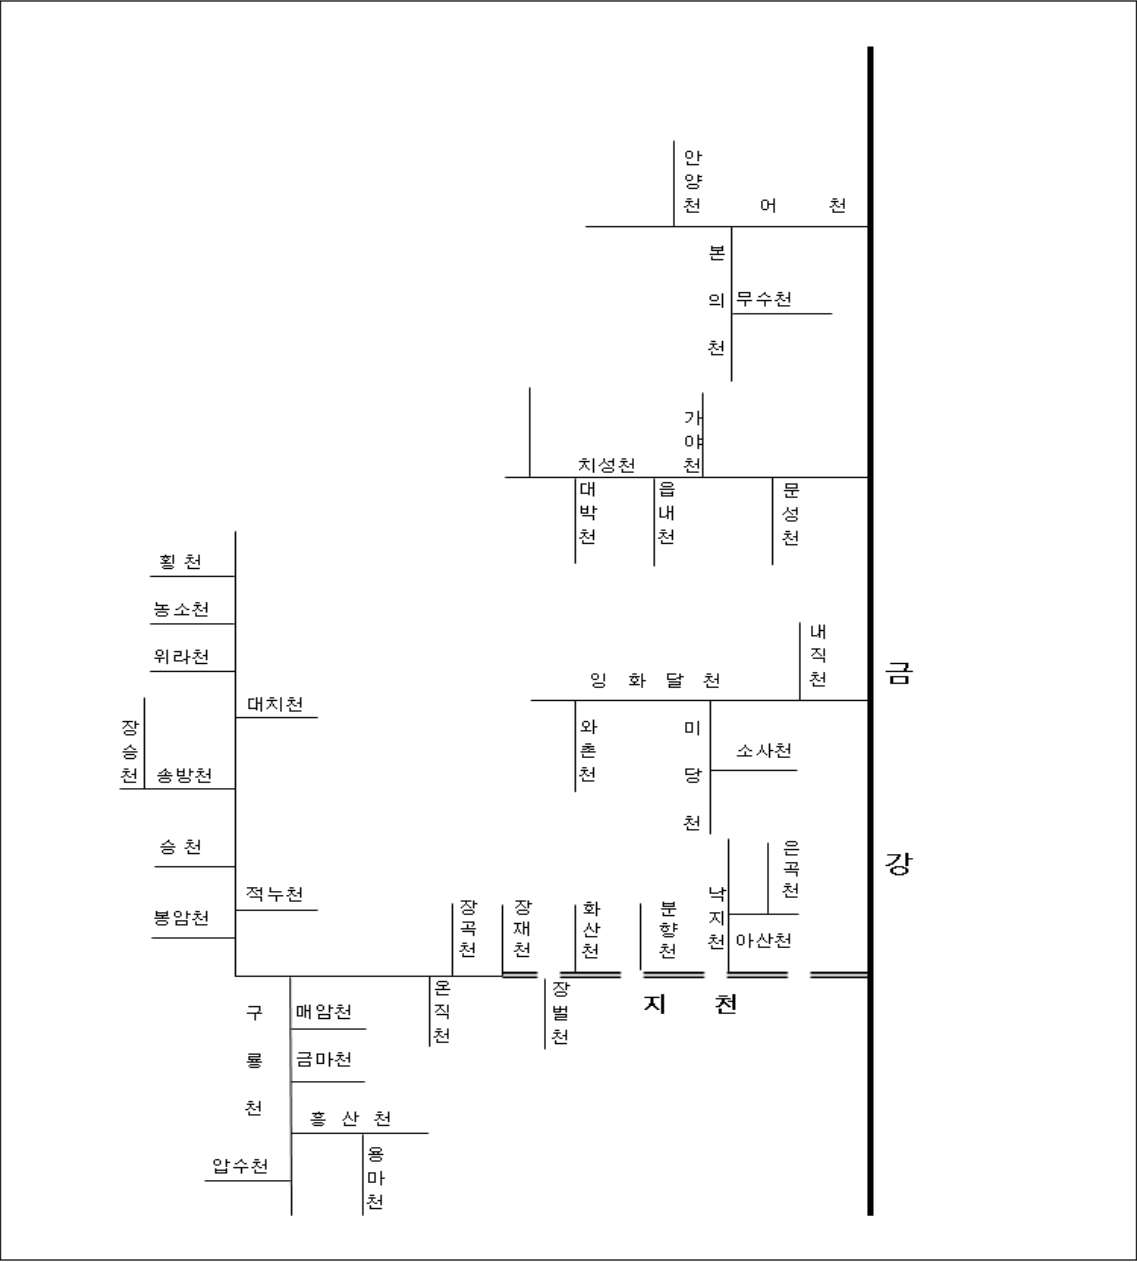 안양천
어 천
본의천
무수천
가야천
치성천
대박천
읍내천
문성천
횡천
농소천
위라천
대치천
장승천
송방천
승천
적누천
봉암천
내직천
잉화달천
와촌천
미당천
소사천
은곡천
낙지천
아산천
장곡천
장재천
화산천
분향천
지 천
온직천
장벌천
구룡천
매암천
금마천
흥산천
용마천
압수천
금강